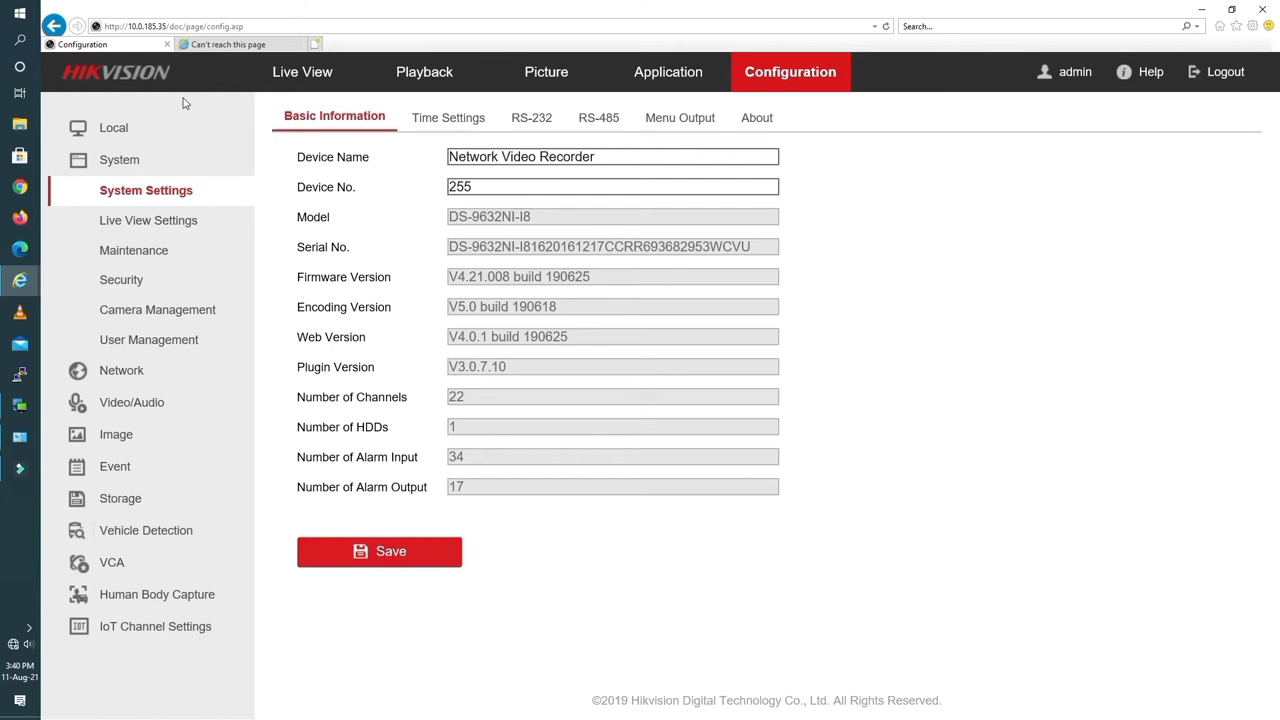 http://10.0.185.35/doc/page/config.asp
Search...
Configuration
Can't reach this page
HIKVISION
Live View
Playback
Picture
Application
Configuration
admin
Help
Logout
Local
System
System Settings
Live View Settings
Maintenance
Security
Camera Management
User Management
Network
Video/Audio
Image
Event
Storage
Vehicle Detection
VCA
Human Body Capture
IOT IoT Channel Settings
Basic Information
Time Settings
RS-232
RS-485
Menu Output
About
Device Name Network Video Recorder
Device No. 255
Model DS-9632NI-I8
Serial No. DS-9632NI-I81620161217CCRR693682953WCVU
Firmware Version V4.21.008 build 190625
Encoding Version V5.0 build 190618
Web Version V4.0.1 build 190625
Plugin Version V3.0.7.10
Number of Channels 22
Number of HDDs 1
Number of Alarm Input 34
Number of Alarm Output 17
Save
©2019 Hikvision Digital Technology Co., Ltd. All Rights Reserved.
3:40 PM
11-Aug-21